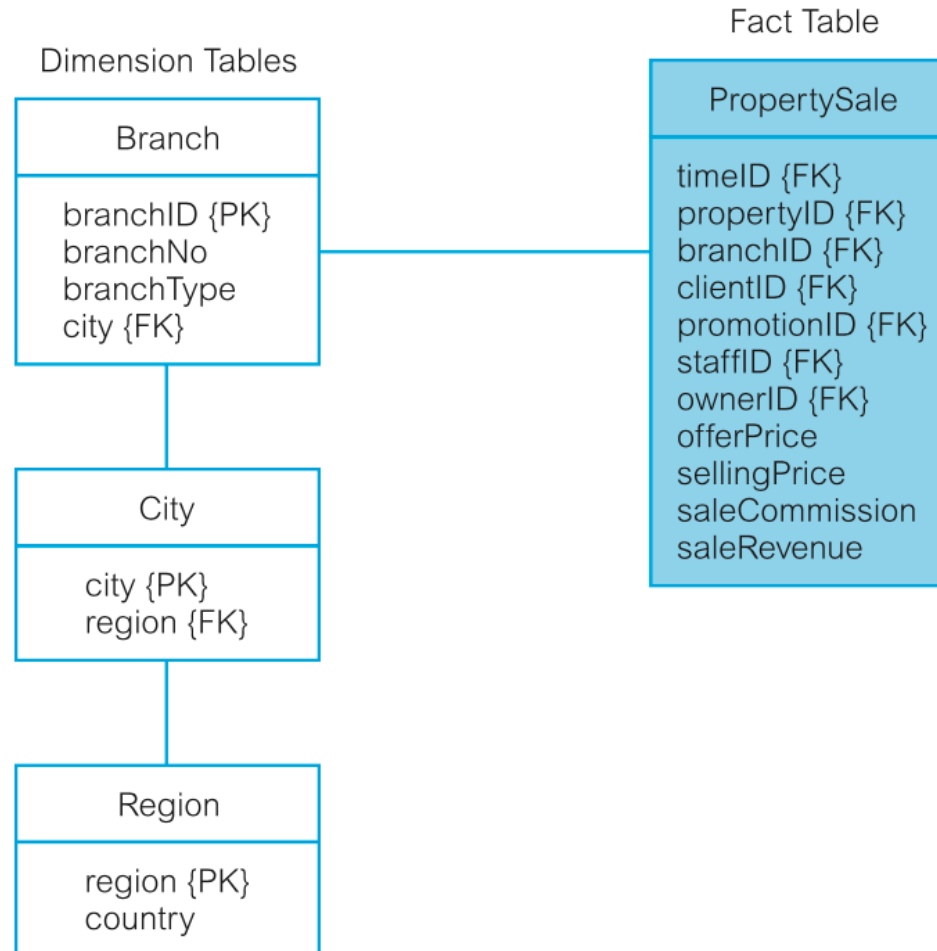 Dimension Tables
Branch
branchID {PK}
branchNo
branchType
city {FK}
City
city {PK}
region {FK}
Region
region {PK}
country
Fact Table
PropertySale
timeID {FK}
propertyID {FK}
branchID {FK}
clientID {FK}
promotionID {FK}
staffID {FK}
ownerID {FK}
offerPrice
sellingPrice
saleCommission
saleRevenue